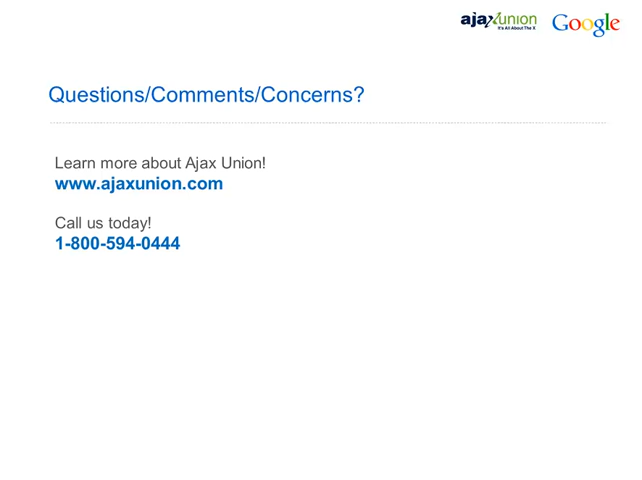 ajaxunion Google
It's All About The X
Questions/Comments/Concerns?
Learn more about Ajax Union!
www.ajaxunion.com
Call us today!
1-800-594-0444